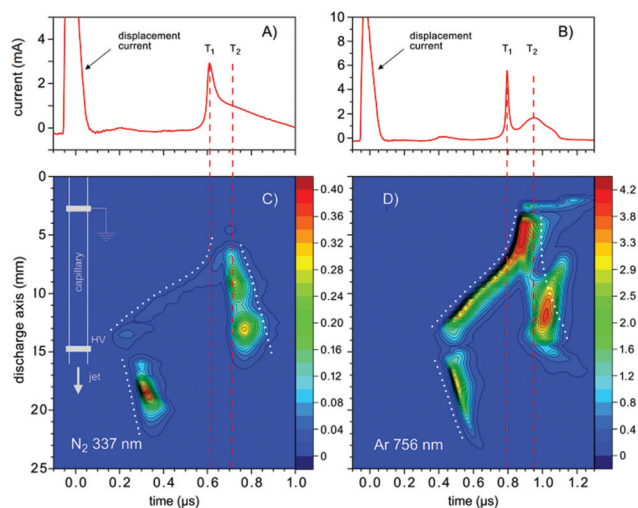 A)
B)
displacement
current
T1
T2
displacement
current
T1
T2
current (mA)
5
4
3
2
1
0
10
8
6
4
2
0
C)
D)
discharge axis (mm)
0
5
10
15
20
25
capillary
HV
jet
N2 337 nm
Ar 756 nm
0.40
0.36
0.32
0.28
0.24
0.20
0.16
0.12
0.08
0.04
0
4.2
3.6
3.0
2.4
1.8
1.2
0.6
0
0.0 0.2 0.4 0.6 0.8 1.0
0.0 0.2 0.4 0.6 0.8 1.0 1.2
time (μs)
time (μs)